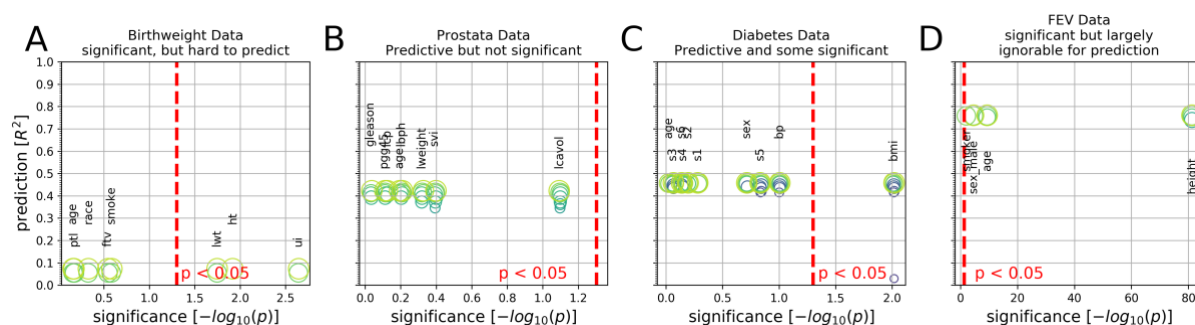 A
Birthweight Data
significant, but hard to predict
B
Prostata Data
Predictive but not significant
C
Diabetes Data
Predictive and some significant
D
FEV Data
significant but largely
ignorable for prediction
prediction [R²]
1.0
0.9
0.8
0.7
0.6
0.5
0.4
0.3
0.2
0.1
0.0
ptl
age
race
ftv
smoke
lwt
ht
ui
p < 0.05
0.5 1.0 1.5 2.0 2.5
significance [-log₁₀(p)]
gleason
pgg45
lcp
age
lbph
lweight
svi
lcavol
p < 0.05
0.0 0.2 0.4 0.6 0.8 1.0 1.2
significance [-log₁₀(p)]
age
s3
s6
s4
s2
s1
sex
s5
bp
bmi
p < 0.05
0.0 0.5 1.0 1.5 2.0
significance [-log₁₀(p)]
smoker
sex_male
age
height
p < 0.05
0 20 40 60 80
significance [-log₁₀(p)]